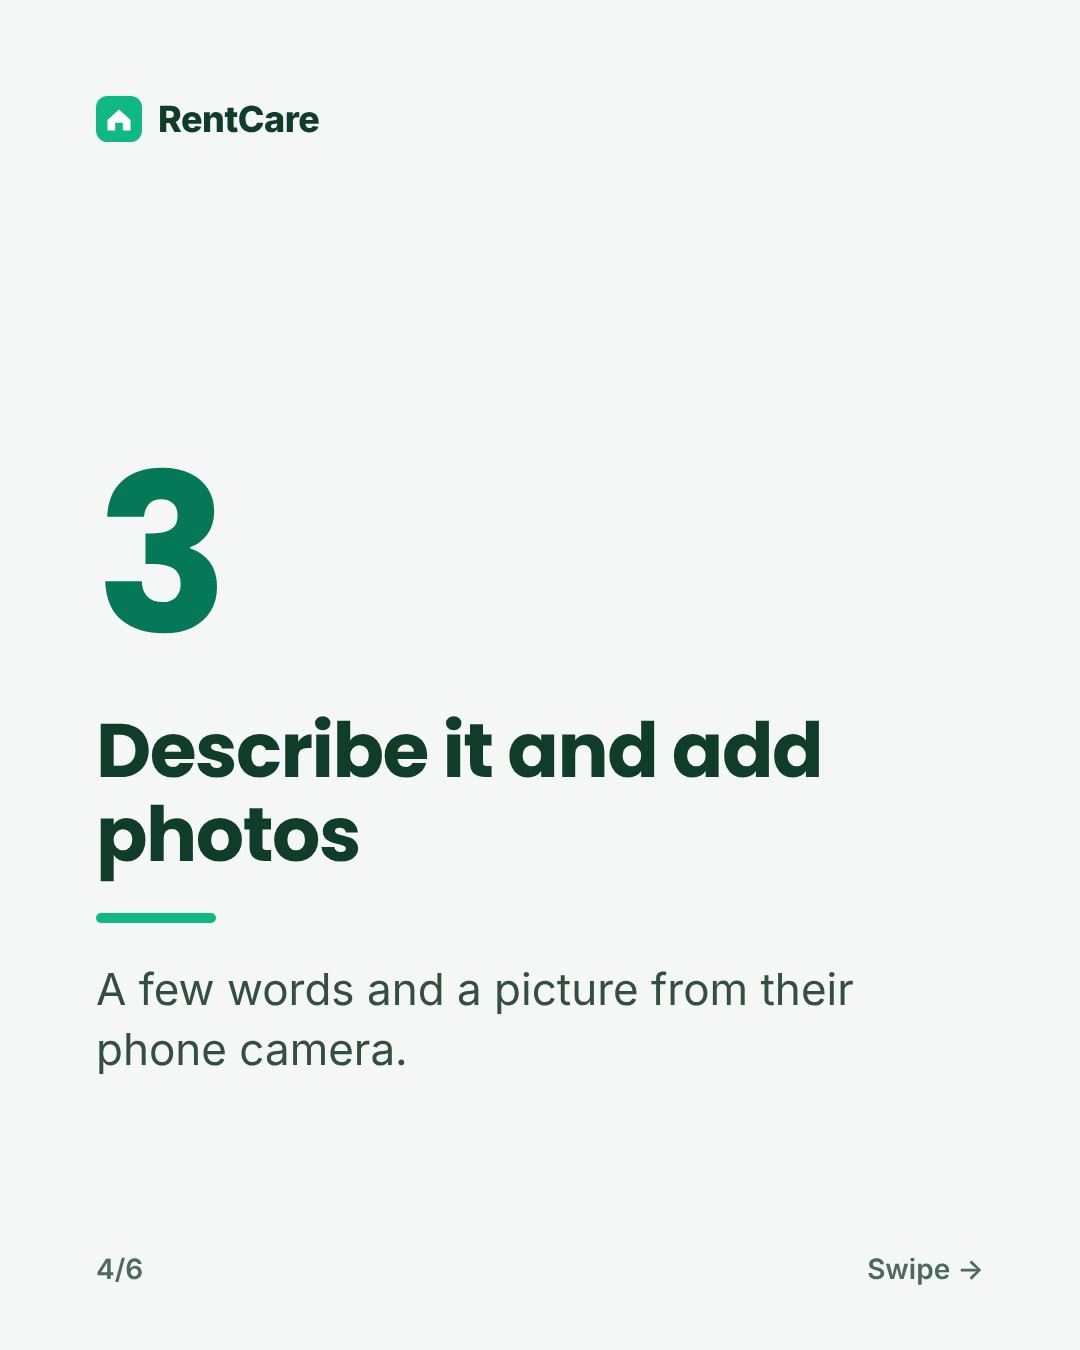 RentCare
3
Describe it and add
photos
A few words and a picture from their
phone camera.
4/6
Swipe →